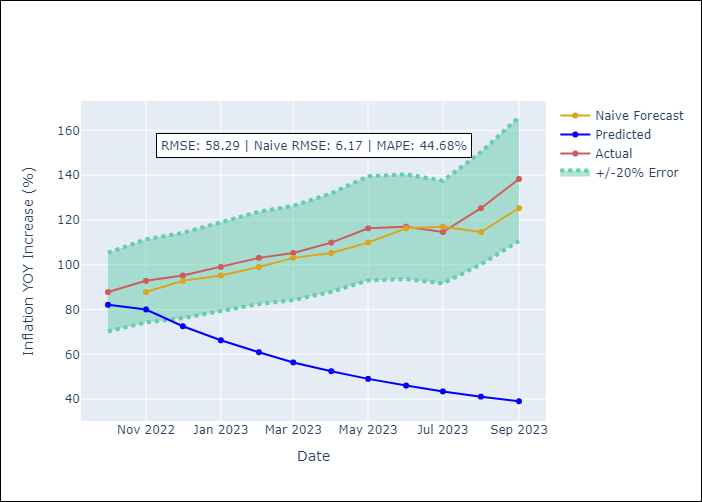 RMSE: 58.29 | Naive RMSE: 6.17 | MAPE: 44.68%
Naive Forecast
Predicted
Actual
+/-20% Error
Inflation YOY Increase (%)
160
140
120
100
80
60
40
Nov 2022
Jan 2023
Mar 2023
May 2023
Jul 2023
Sep 2023
Date